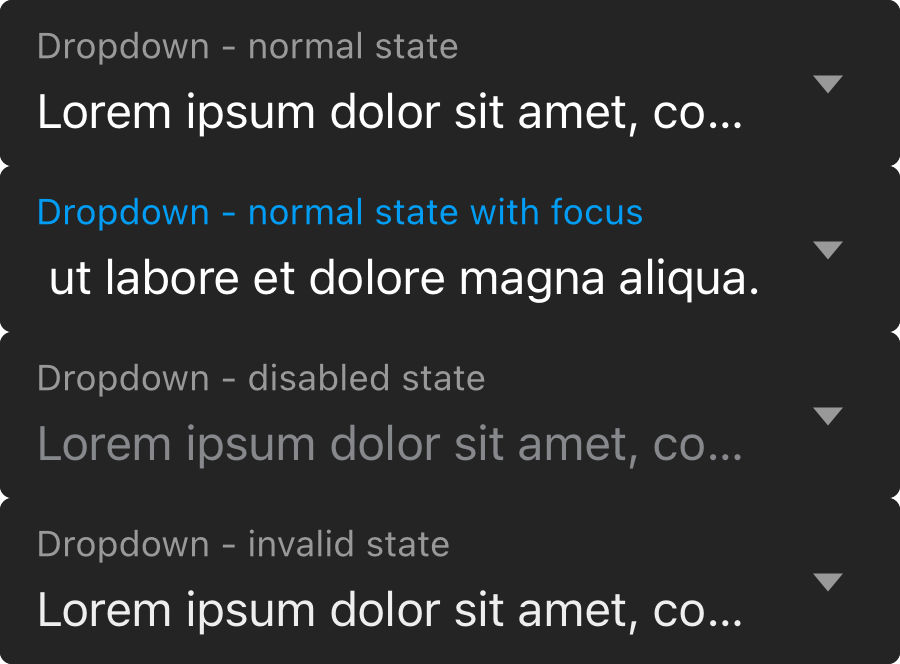 Dropdown - normal state
Lorem ipsum dolor sit amet, co...
Dropdown - normal state with focus
ut labore et dolore magna aliqua.
Dropdown - disabled state
Lorem ipsum dolor sit amet, co...
Dropdown - invalid state
Lorem ipsum dolor sit amet, co...